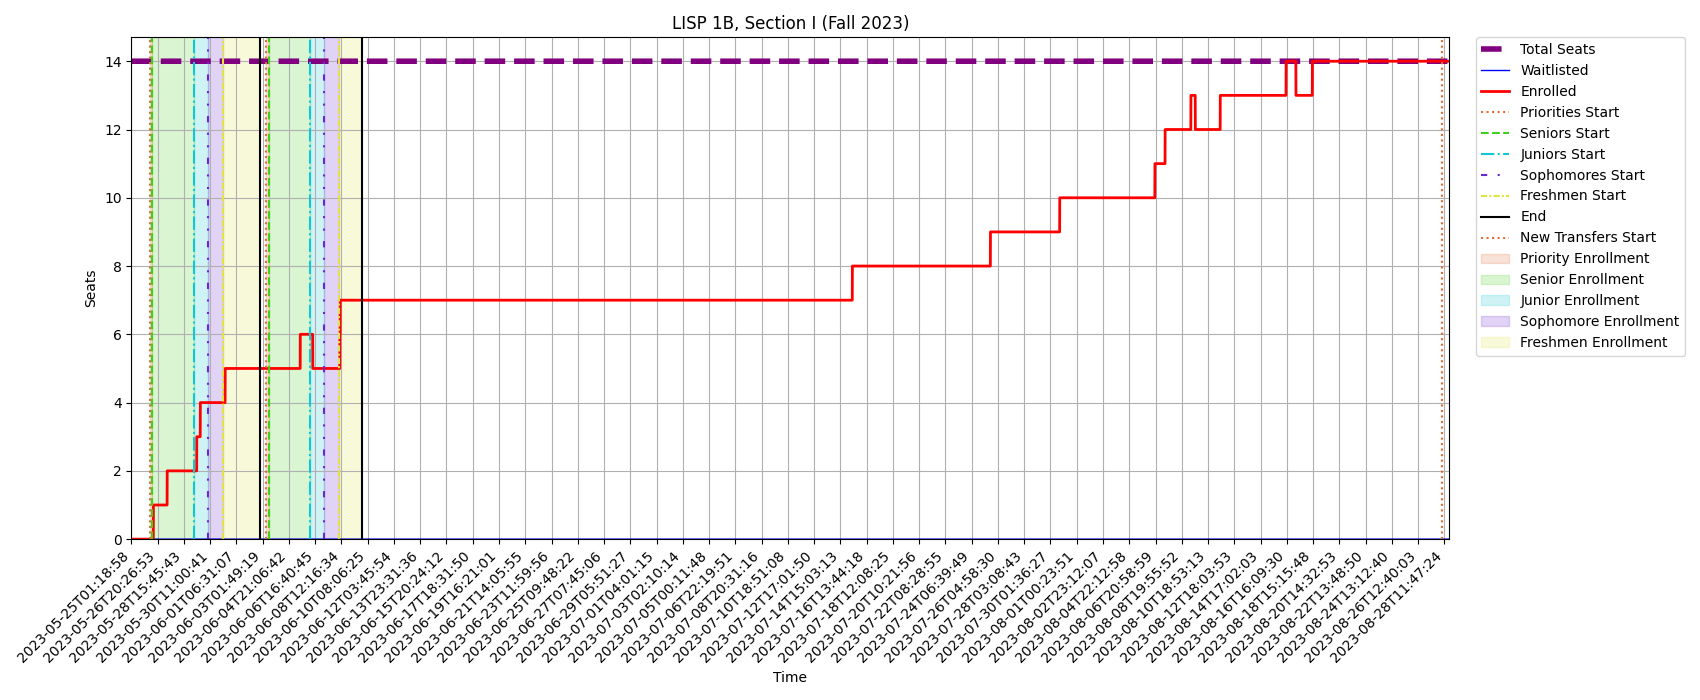 LISP 1B, Section I (Fall 2023)
Seats
14
12
10
8
6
4
2
0
2023-05-25T01:18:58
2023-05-26T20:26:53
2023-05-28T15:45:43
2023-05-30T11:00:41
2023-06-01T06:31:07
2023-06-03T01:49:19
2023-06-04T21:06:42
2023-06-06T16:40:45
2023-06-08T12:16:34
2023-06-10T08:06:25
2023-06-12T03:45:54
2023-06-13T23:31:36
2023-06-15T20:24:12
2023-06-17T18:31:50
2023-06-19T16:21:01
2023-06-21T14:05:55
2023-06-23T11:59:56
2023-06-25T09:48:22
2023-06-27T07:45:06
2023-06-29T05:51:27
2023-07-01T04:01:15
2023-07-03T02:10:14
2023-07-05T00:11:48
2023-07-06T22:19:51
2023-07-08T20:31:16
2023-07-10T18:51:08
2023-07-12T17:01:50
2023-07-14T15:03:13
2023-07-16T13:44:18
2023-07-18T12:08:25
2023-07-20T10:21:56
2023-07-22T08:28:55
2023-07-24T06:39:49
2023-07-26T04:58:30
2023-07-28T03:08:43
2023-07-30T01:36:27
2023-08-01T00:23:51
2023-08-02T23:12:07
2023-08-04T22:12:58
2023-08-06T20:58:59
2023-08-08T19:55:52
2023-08-10T18:53:13
2023-08-12T18:03:53
2023-08-14T17:02:03
2023-08-16T16:09:30
2023-08-18T15:15:48
2023-08-20T14:32:53
2023-08-22T13:48:50
2023-08-24T13:12:40
2023-08-26T12:40:03
2023-08-28T11:47:24
Time
Total Seats
Waitlisted
Enrolled
Priorities Start
Seniors Start
Juniors Start
Sophomores Start
Freshmen Start
End
New Transfers Start
Priority Enrollment
Senior Enrollment
Junior Enrollment
Sophomore Enrollment
Freshmen Enrollment